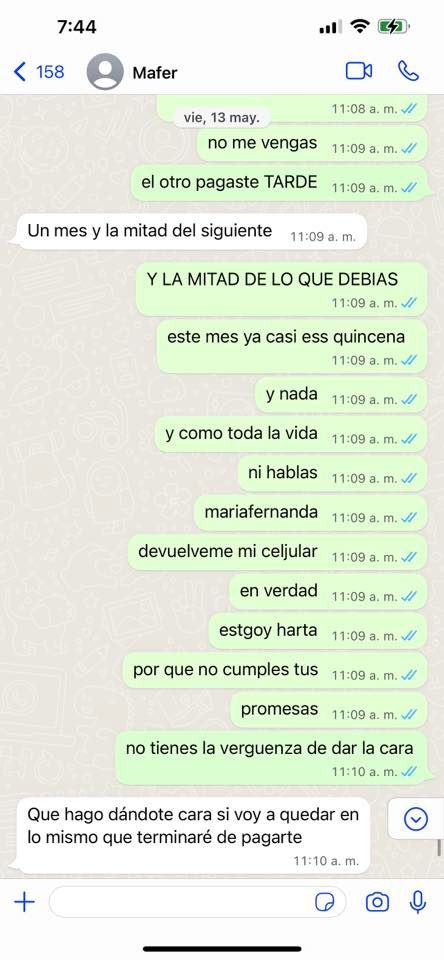 7:44
158
Mafer
11:08 a. m.
vie, 13 may.
no me vengas
11:09 a. m.
el otro pagaste TARDE
11:09 a. m.
Un mes y la mitad del siguiente
11:09 a. m.
Y LA MITAD DE LO QUE DEBIAS
11:09 a. m.
este mes ya casi ess quincena
11:09 a. m.
y nada
11:09 a. m.
y como toda la vida
11:09 a. m.
ni hablas
11:09 a. m.
mariafernanda
11:09 a. m.
devuelveme mi celjular
11:09 a. m.
en verdad
11:09 a. m.
estgoy harta
11:09 a. m.
por que no cumples tus
11:09 a. m.
promesas
11:09 a. m.
no tienes la verguenza de dar la cara
11:10 a. m.
Que hago dándote cara si voy a quedar en
lo mismo que terminaré de pagarte
11:10 a. m.